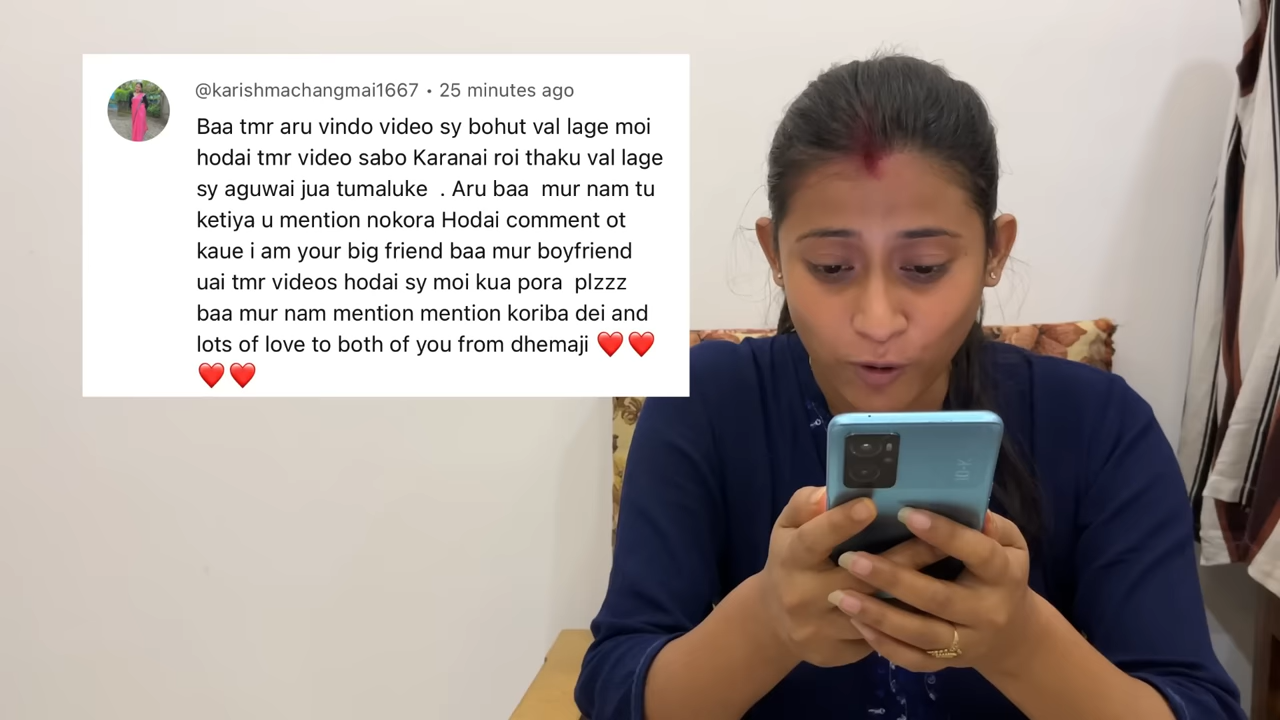 @karishmachangmai1667 • 25 minutes ago
Baa tmr aru vindo video sy bohut val lage moi
hodai tmr video sabo Karanai roi thaku val lage
sy aguwai jua tumaluke . Aru baa mur nam tu
ketiya u mention nokora Hodai comment ot
kaue i am your big friend baa mur boyfriend
uai tmr videos hodai sy moi kua pora plzzz
baa mur nam mention mention koriba dei and
lots of love to both of you from dhemaji ❤️❤️
❤️❤️